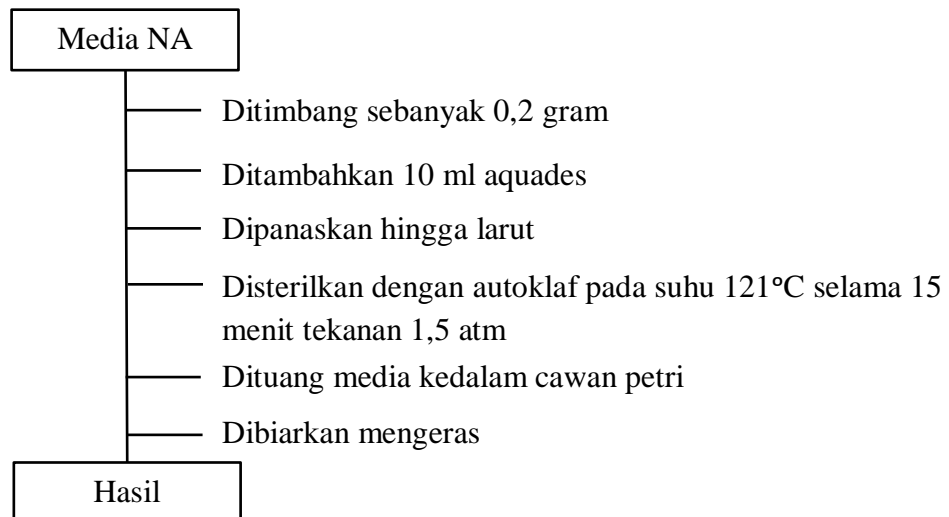 Media NA
Ditimbang sebanyak 0,2 gram
Ditambahkan 10 ml aquades
Dipanaskan hingga larut
Disterilkan dengan autoklaf pada suhu 121°C selama 15
menit tekanan 1,5 atm
Dituang media kedalam cawan petri
Dibiarkan mengeras
Hasil